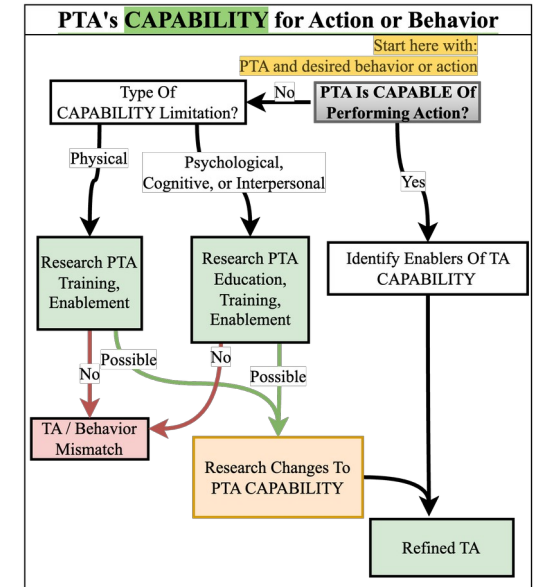 PTA's CAPABILITY for Action or Behavior
Start here with:
PTA and desired behavior or action
Type Of
CAPABILITY Limitation?
No
PTA Is CAPABLE Of
Performing Action?
Physical
Psychological,
Cognitive, or Interpersonal
Yes
Research PTA
Training,
Enablement
Research PTA
Education,
Training,
Enablement
Identify Enablers Of TA
CAPABILITY
No
Possible
No
Possible
TA / Behavior
Mismatch
Research Changes To
PTA CAPABILITY
Refined TA